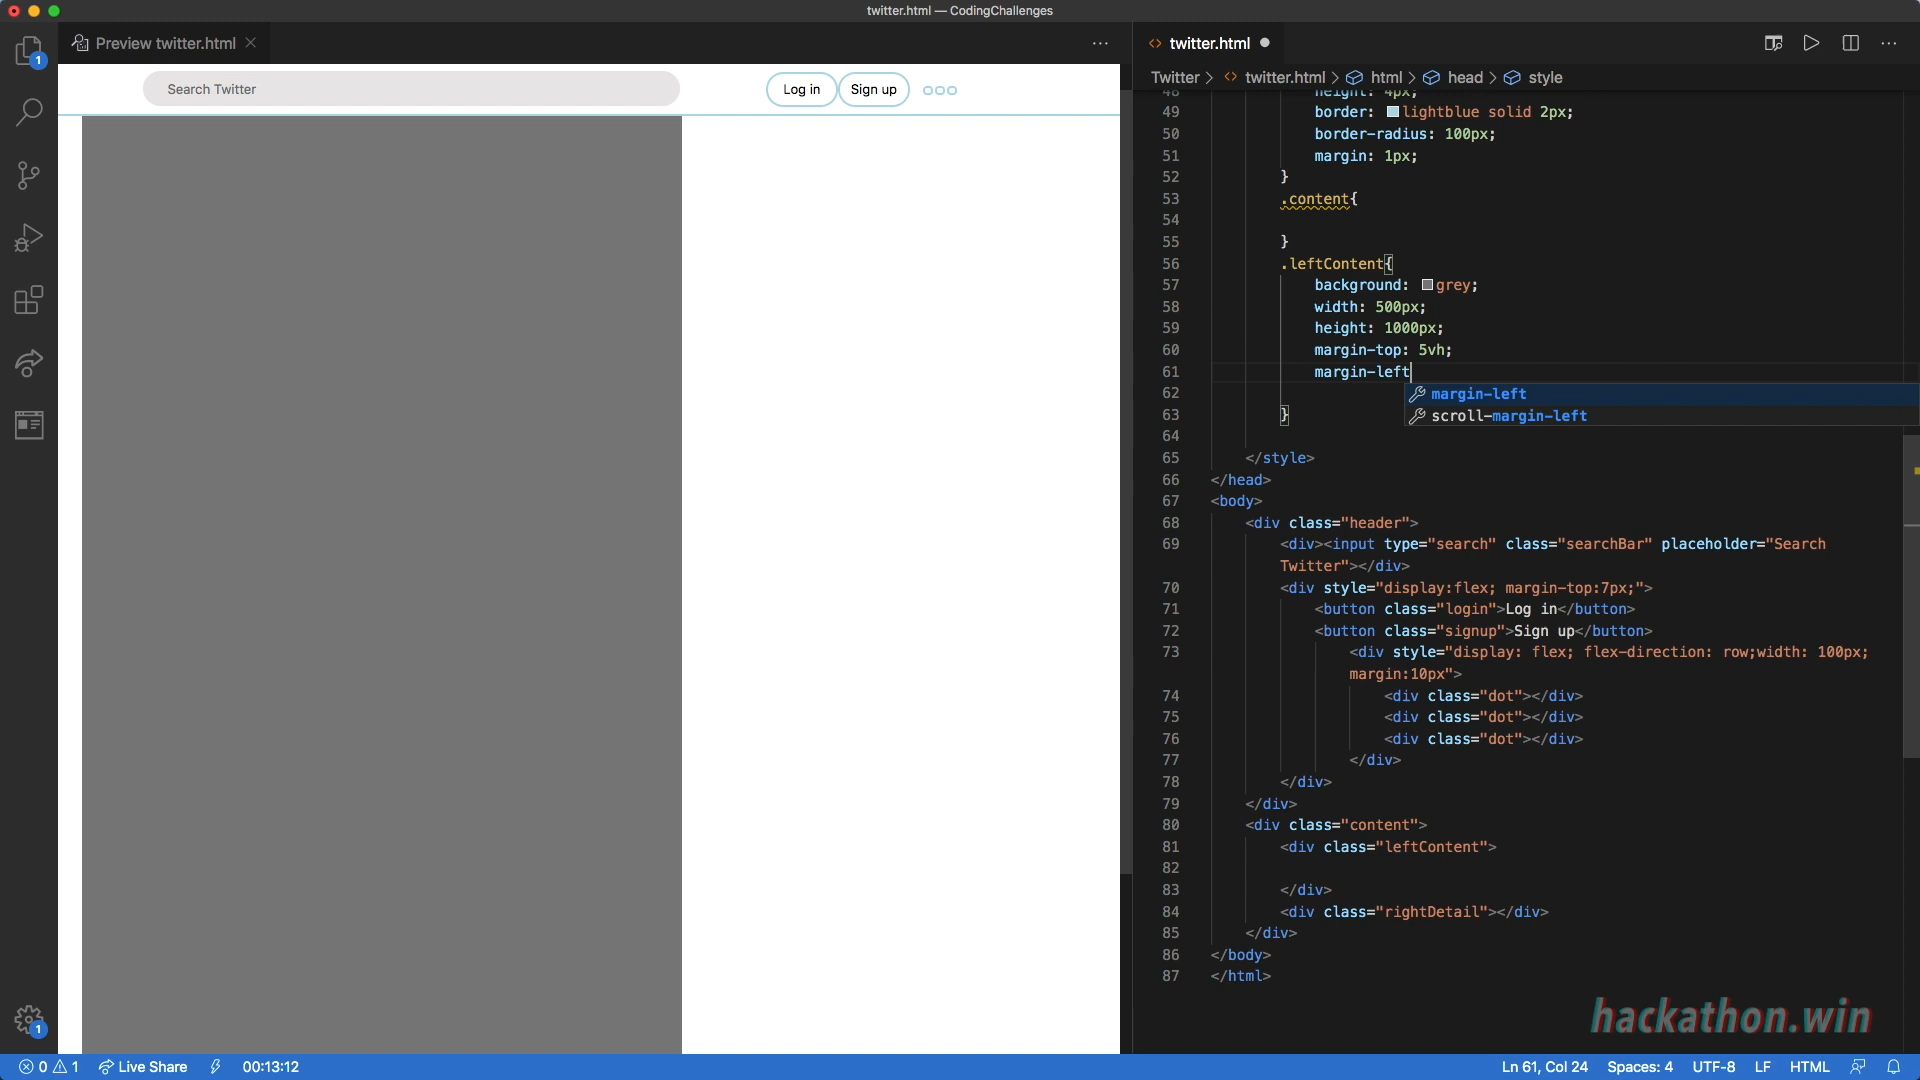 twitter.html — CodingChallenges
Preview twitter.html
twitter.html
Twitter > twitter.html > html > head > style
Search Twitter
Log in
Sign up
48 height: 4px;
49 border: lightblue solid 2px;
50 border-radius: 100px;
51 margin: 1px;
52 }
53 .content{
54
55 }
56 .leftContent{
57 background: grey;
58 width: 500px;
59 height: 1000px;
60 margin-top: 5vh;
61 margin-left
margin-left
scroll-margin-left
62
63 }
64
65 </style>
66 </head>
67 <body>
68 <div class="header">
69 <div><input type="search" class="searchBar" placeholder="Search
Twitter"></div>
70 <div style="display:flex; margin-top:7px;">
71 <button class="login">Log in</button>
72 <button class="signup">Sign up</button>
73 <div style="display: flex; flex-direction: row;width: 100px;
margin:10px">
74 <div class="dot"></div>
75 <div class="dot"></div>
76 <div class="dot"></div>
77 </div>
78 </div>
79 </div>
80 <div class="content">
81 <div class="leftContent">
82
83 </div>
84 <div class="rightDetail"></div>
85 </div>
86 </body>
87 </html>
hackathon.win
1
1
0 1 Live Share 00:13:12
Ln 61, Col 24 Spaces: 4 UTF-8 LF HTML